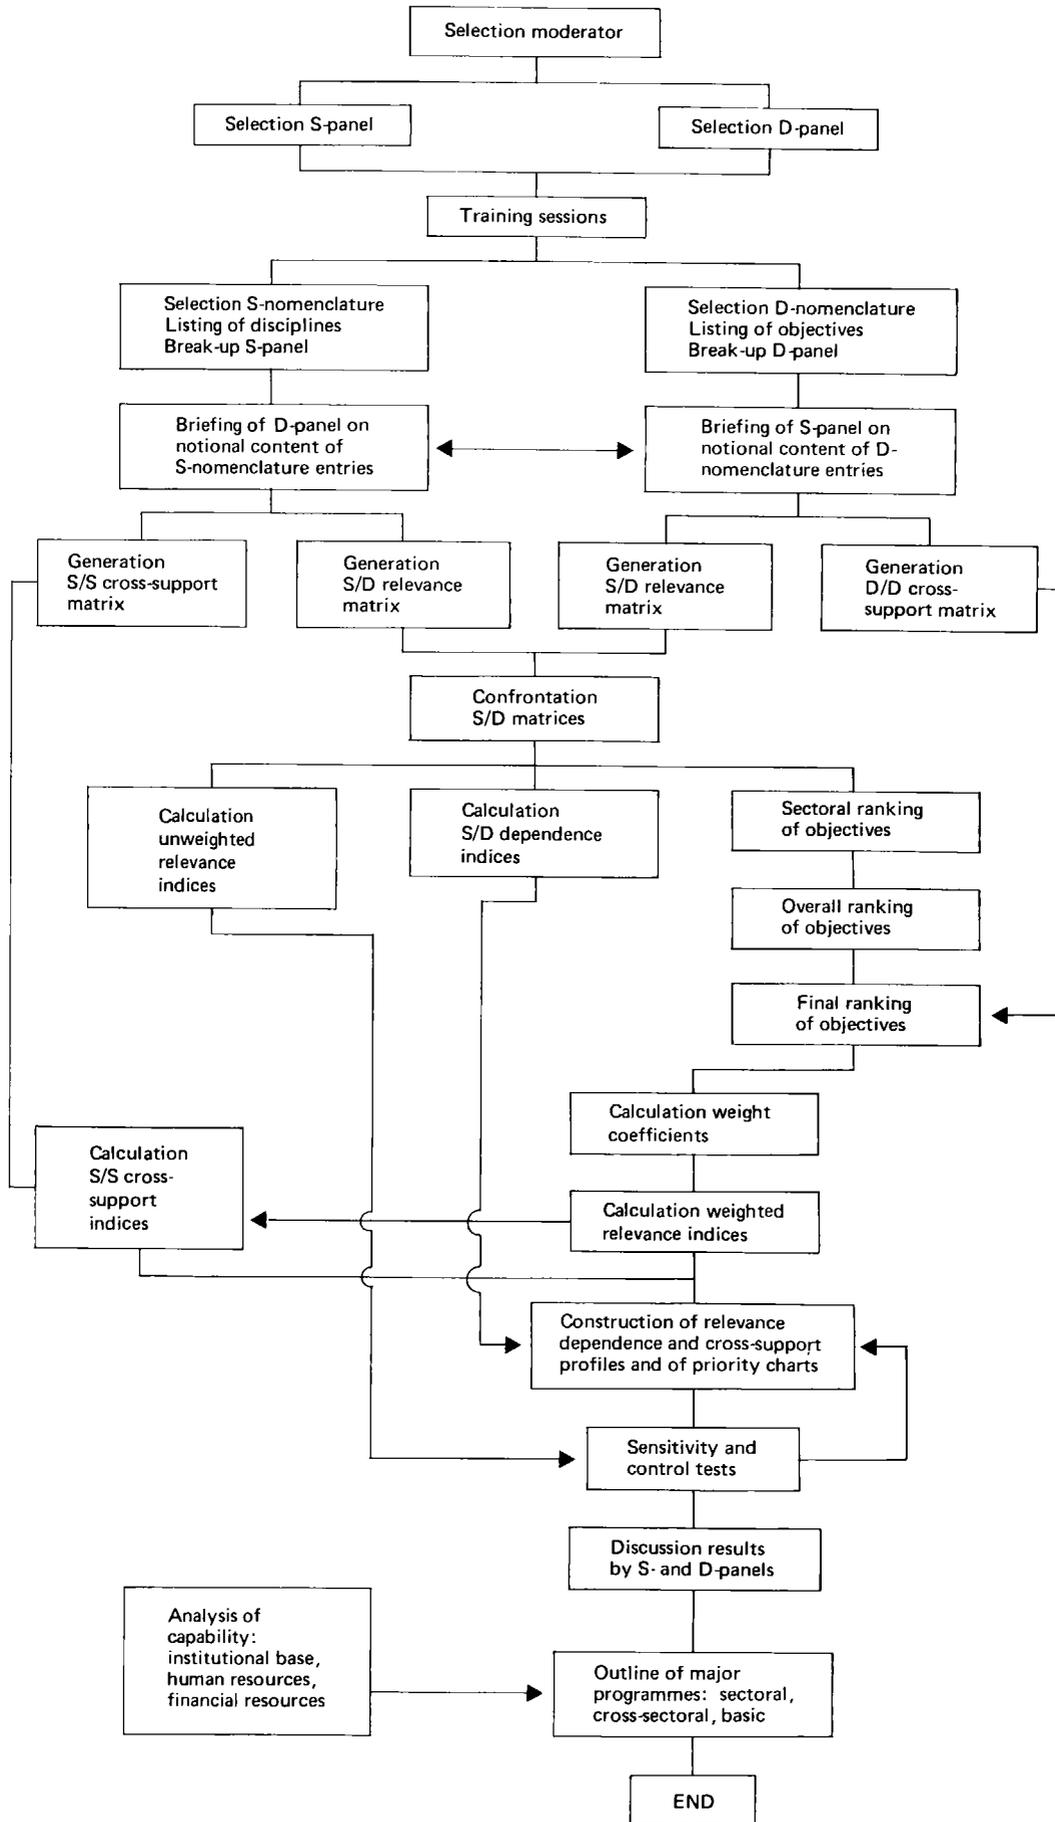 Selection moderator
Selection S-panel
Selection D-panel
Training sessions
Selection S-nomenclature
Listing of disciplines
Break-up S-panel
Selection D-nomenclature
Listing of objectives
Break-up D-panel
Briefing of D-panel on
notional content of
S-nomenclature entries
Briefing of S-panel on
notional content of D-
nomenclature entries
Generation
S/S cross-support
matrix
Generation
S/D relevance
matrix
Generation
S/D relevance
matrix
Generation
D/D cross-
support matrix
Confrontation
S/D matrices
Calculation
unweighted
relevance
indices
Calculation
S/D dependence
indices
Sectoral ranking
of objectives
Overall ranking
of objectives
Final ranking
of objectives
Calculation weight
coefficients
Calculation
S/S cross-
support
indices
Calculation weighted
relevance indices
Construction of relevance
dependence and cross-support
profiles and of priority charts
Sensitivity and
control tests
Discussion results
by S- and D-panels
Analysis of
capability:
institutional base,
human resources,
financial resources
Outline of major
programmes: sectoral,
cross-sectoral, basic
END